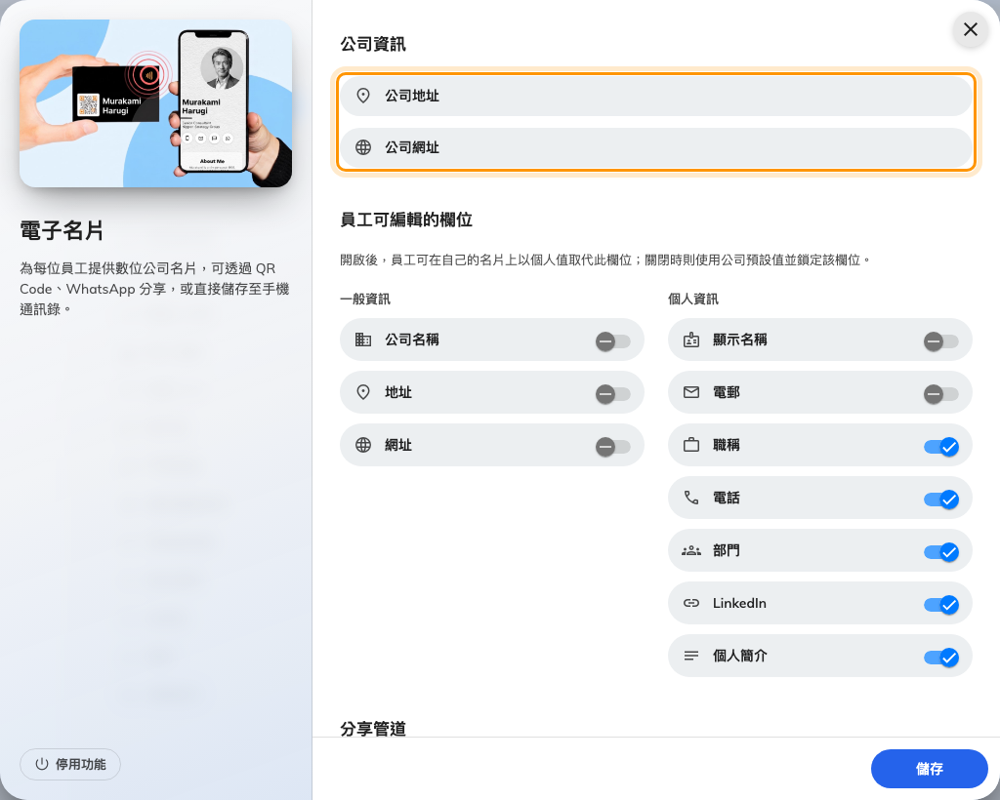 Murakami
Harugi
Murakami
Harugi
About Me
電子名片
為每位員工提供數位公司名片，可透過 QR
Code、WhatsApp 分享，或直接儲存至手機
通訊錄。
停用功能
公司資訊
公司地址
公司網址
員工可編輯的欄位
開啟後，員工可在自己的名片上以個人值取代此欄位；關閉時則使用公司預設值並鎖定該欄位。
一般資訊
公司名稱
地址
網址
個人資訊
顯示名稱
電郵
職稱
電話
部門
LinkedIn
個人簡介
分享管道
儲存